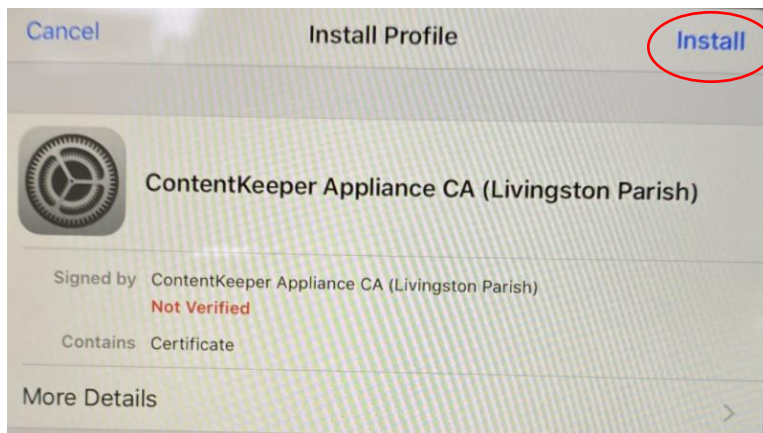 Cancel Install Profile Install
ContentKeeper Appliance CA (Livingston Parish)
Signed by ContentKeeper Appliance CA (Livingston Parish)
Not Verified
Contains Certificate
More Details